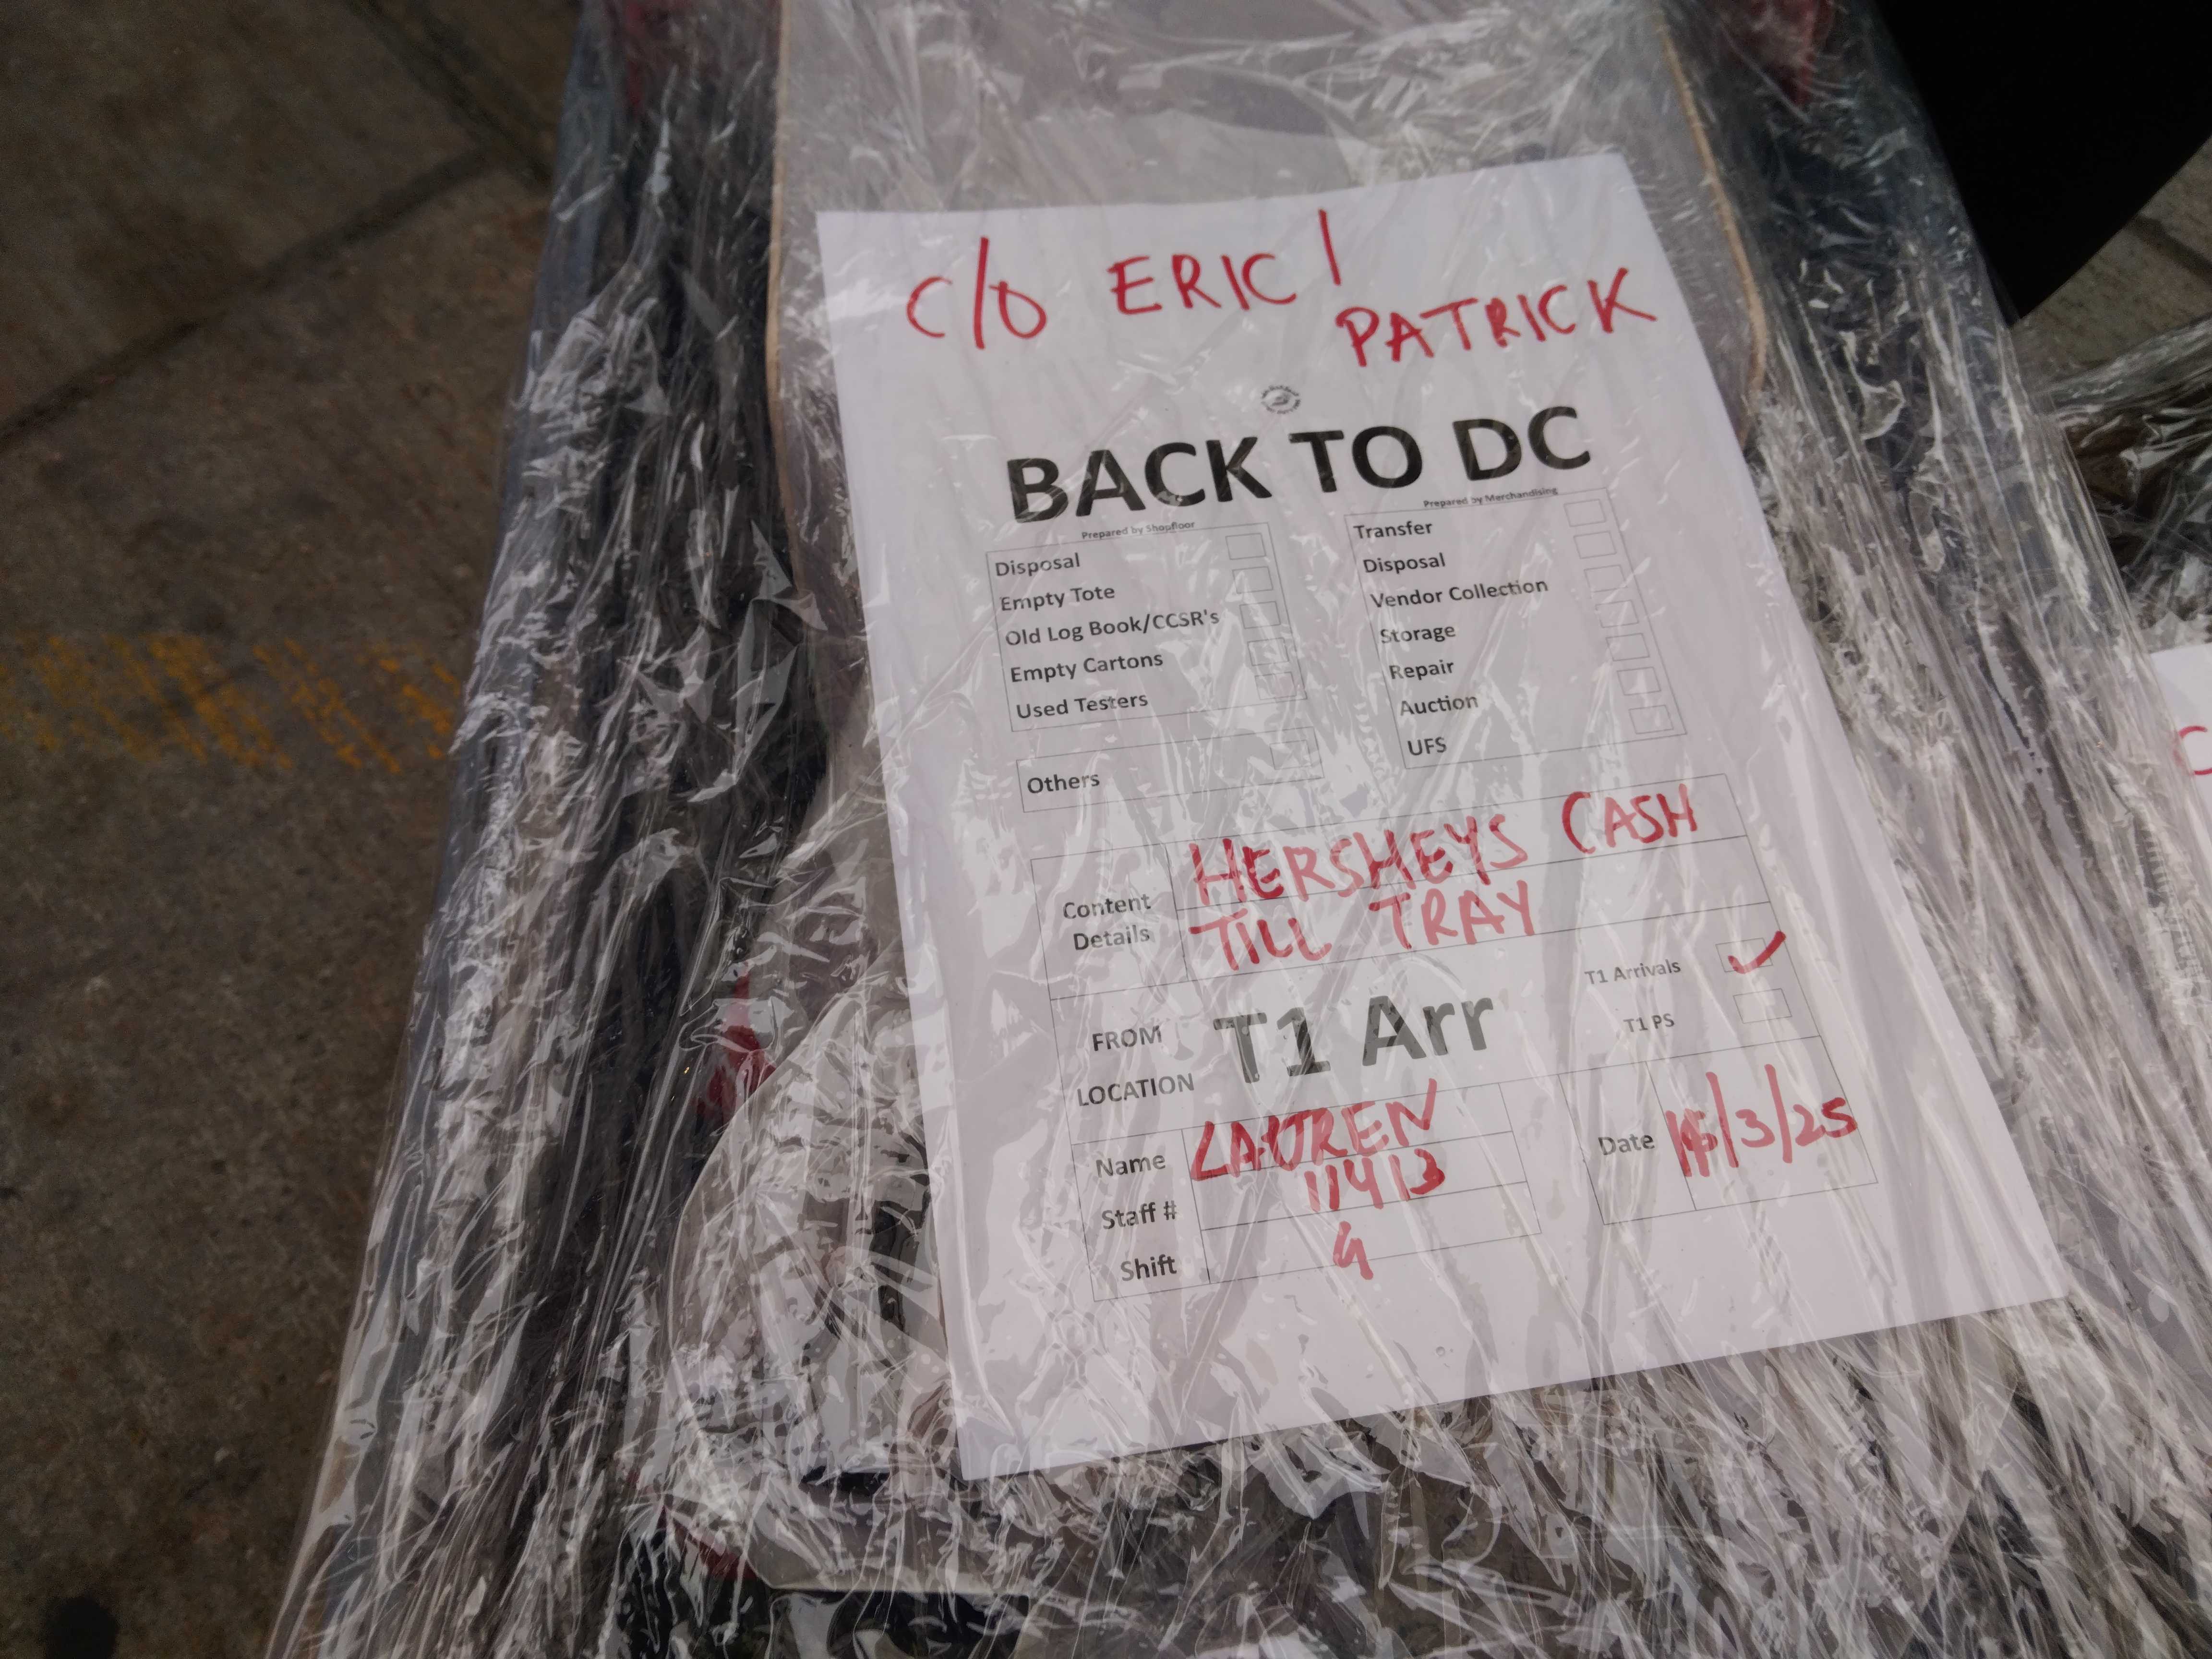 C/O ERIC /
PATRICK
BACK TO DC
Prepared by Shopfloor
Disposal
Empty Tote
Old Log Book/CCSR's
Empty Cartons
Used Testers
Others
Prepared by Merchandising
Transfer
Disposal
Vendor Collection
Storage
Repair
Auction
UFS
Content
Details
HERSHEYS CASH
TILL TRAY
FROM
LOCATION
T1 Arr
T1 Arrivals
T1 PS
Name LAUREN
Staff # 11413
Shift
Date /3/25
C